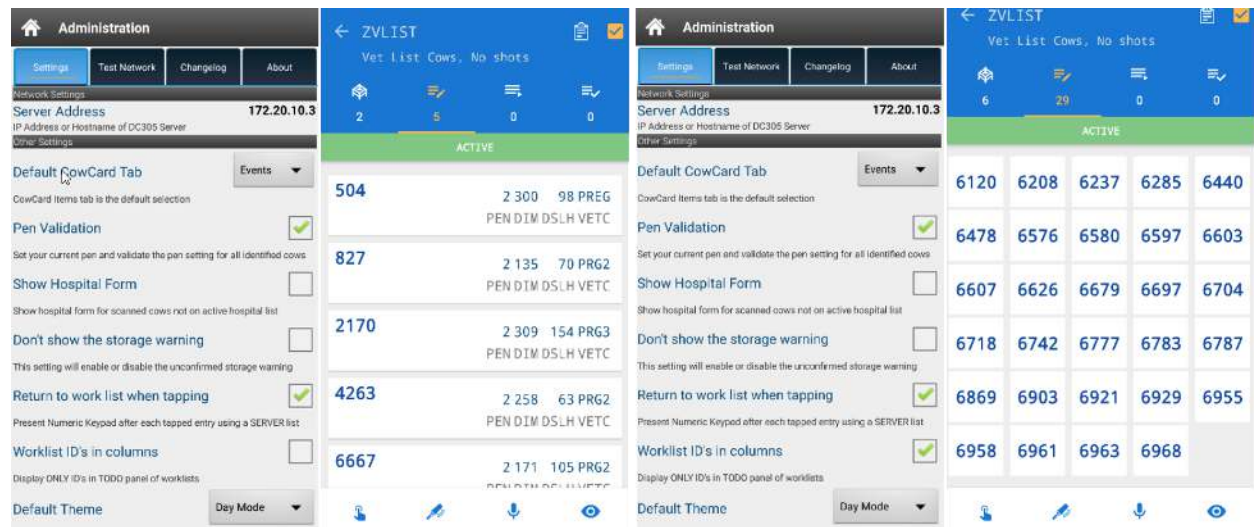 Administration
Settings Test Network Changelog About
Network Settings
Server Address 172.20.10.3
IP Address or Hostname of DC305 Server
Other Settings
Default CowCard Tab Events
CowCard Items tab is the default selection
Pen Validation
Set your current pen and validate the pen setting for all identified cows
Show Hospital Form
Show hospital form for scanned cows not on active hospital list
Don't show the storage warning
This setting will enable or disable the unconfirmed storage warning
Return to work list when tapping
Present Numeric Keypad after each tapped entry using a SERVER list
Worklist ID's in columns
Display ONLY ID's in TODO panel of worklists
Default Theme Day Mode
ZVLIST
Vet List Cows, No shots
2 5 0 0
ACTIVE
504 2 300 98 PREG
PEN DIM DSLH VETC
827 2 135 70 PRG2
PEN DIM DSLH VETC
2170 2 309 154 PRG3
PEN DIM DSLH VETC
4263 2 258 63 PRG2
PEN DIM DSLH VETC
6667 2 171 105 PRG2
PEN DIM DSLH VETC
Administration
Settings Test Network Changelog About
Network Settings
Server Address 172.20.10.3
IP Address or Hostname of DC305 Server
Other Settings
Default CowCard Tab Events
CowCard Items tab is the default selection
Pen Validation
Set your current pen and validate the pen setting for all identified cows
Show Hospital Form
Show hospital form for scanned cows not on active hospital list
Don't show the storage warning
This setting will enable or disable the unconfirmed storage warning
Return to work list when tapping
Present Numeric Keypad after each tapped entry using a SERVER list
Worklist ID's in columns
Display ONLY ID's in TODO panel of worklists
Default Theme Day Mode
ZVLIST
Vet List Cows, No shots
6 29 0 0
ACTIVE
6120 6208 6237 6285 6440
6478 6576 6580 6597 6603
6607 6626 6679 6697 6704
6718 6742 6777 6783 6787
6869 6903 6921 6929 6955
6958 6961 6963 6968